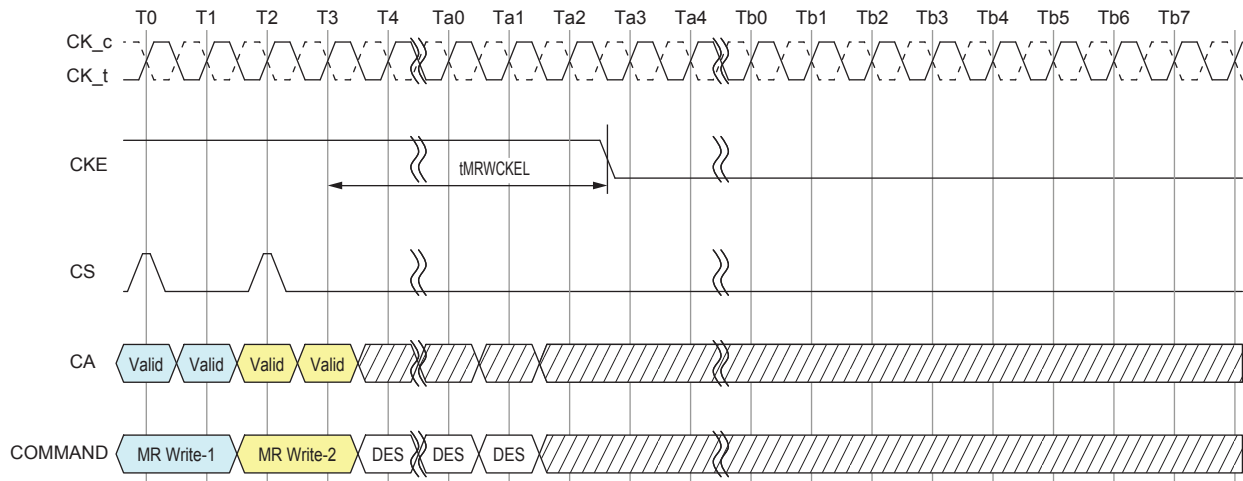 T0 T1 T2 T3 T4 Ta0 Ta1 Ta2 Ta3 Ta4 Tb0 Tb1 Tb2 Tb3 Tb4 Tb5 Tb6 Tb7
CK_c
CK_t
CKE
tMRWCKEL
CS
CA Valid Valid Valid Valid
COMMAND MR Write-1 MR Write-2 DES DES DES